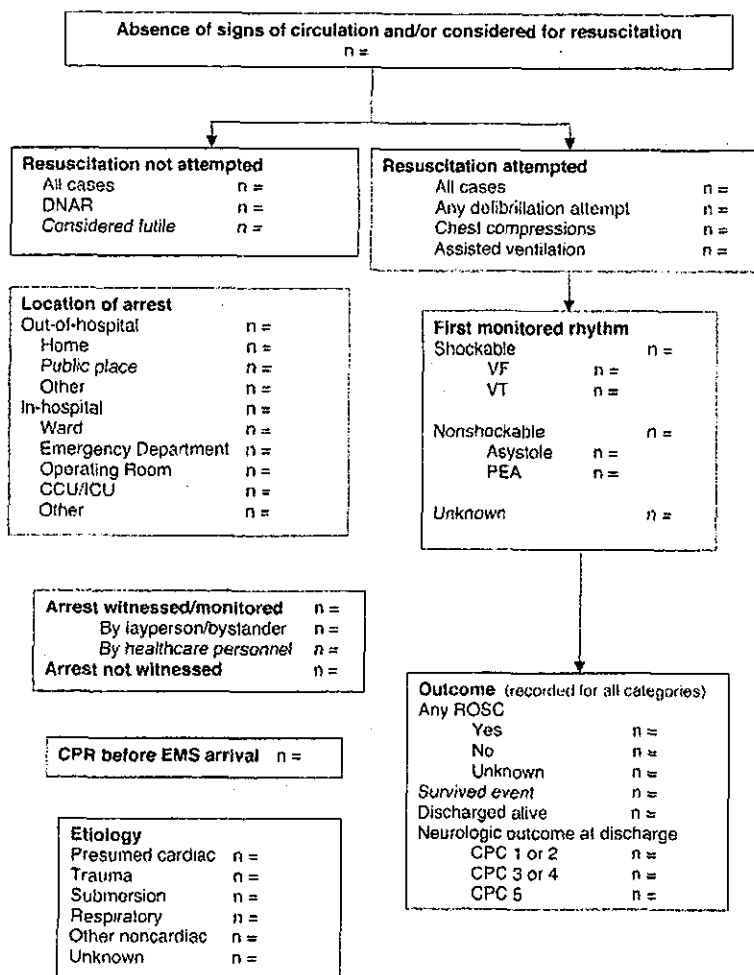 Absence of signs of circulation and/or considered for resuscitation
n =
Resuscitation not attempted
All cases n =
DNAR n =
Considered futile n =
Resuscitation attempted
All cases n =
Any defibrillation attempt n =
Chest compressions n =
Assisted ventilation n =
Location of arrest
Out-of-hospital n =
Home n =
Public place n =
Other n =
In-hospital n =
Ward n =
Emergency Department n =
Operating Room n =
CCU/ICU n =
Other n =
First monitored rhythm
Shockable n =
VF n =
VT n =
Nonshockable n =
Asystole n =
PEA n =
Unknown n =
Arrest witnessed/monitored n =
By layperson/bystander n =
By healthcare personnel n =
Arrest not witnessed n =
CPR before EMS arrival n =
Etiology
Presumed cardiac n =
Trauma n =
Submersion n =
Respiratory n =
Other noncardiac n =
Unknown n =
Outcome (recorded for all categories)
Any ROSC
Yes n =
No n =
Unknown n =
Survived event n =
Discharged alive n =
Neurologic outcome at discharge
CPC 1 or 2 n =
CPC 3 or 4 n =
CPC 5 n =